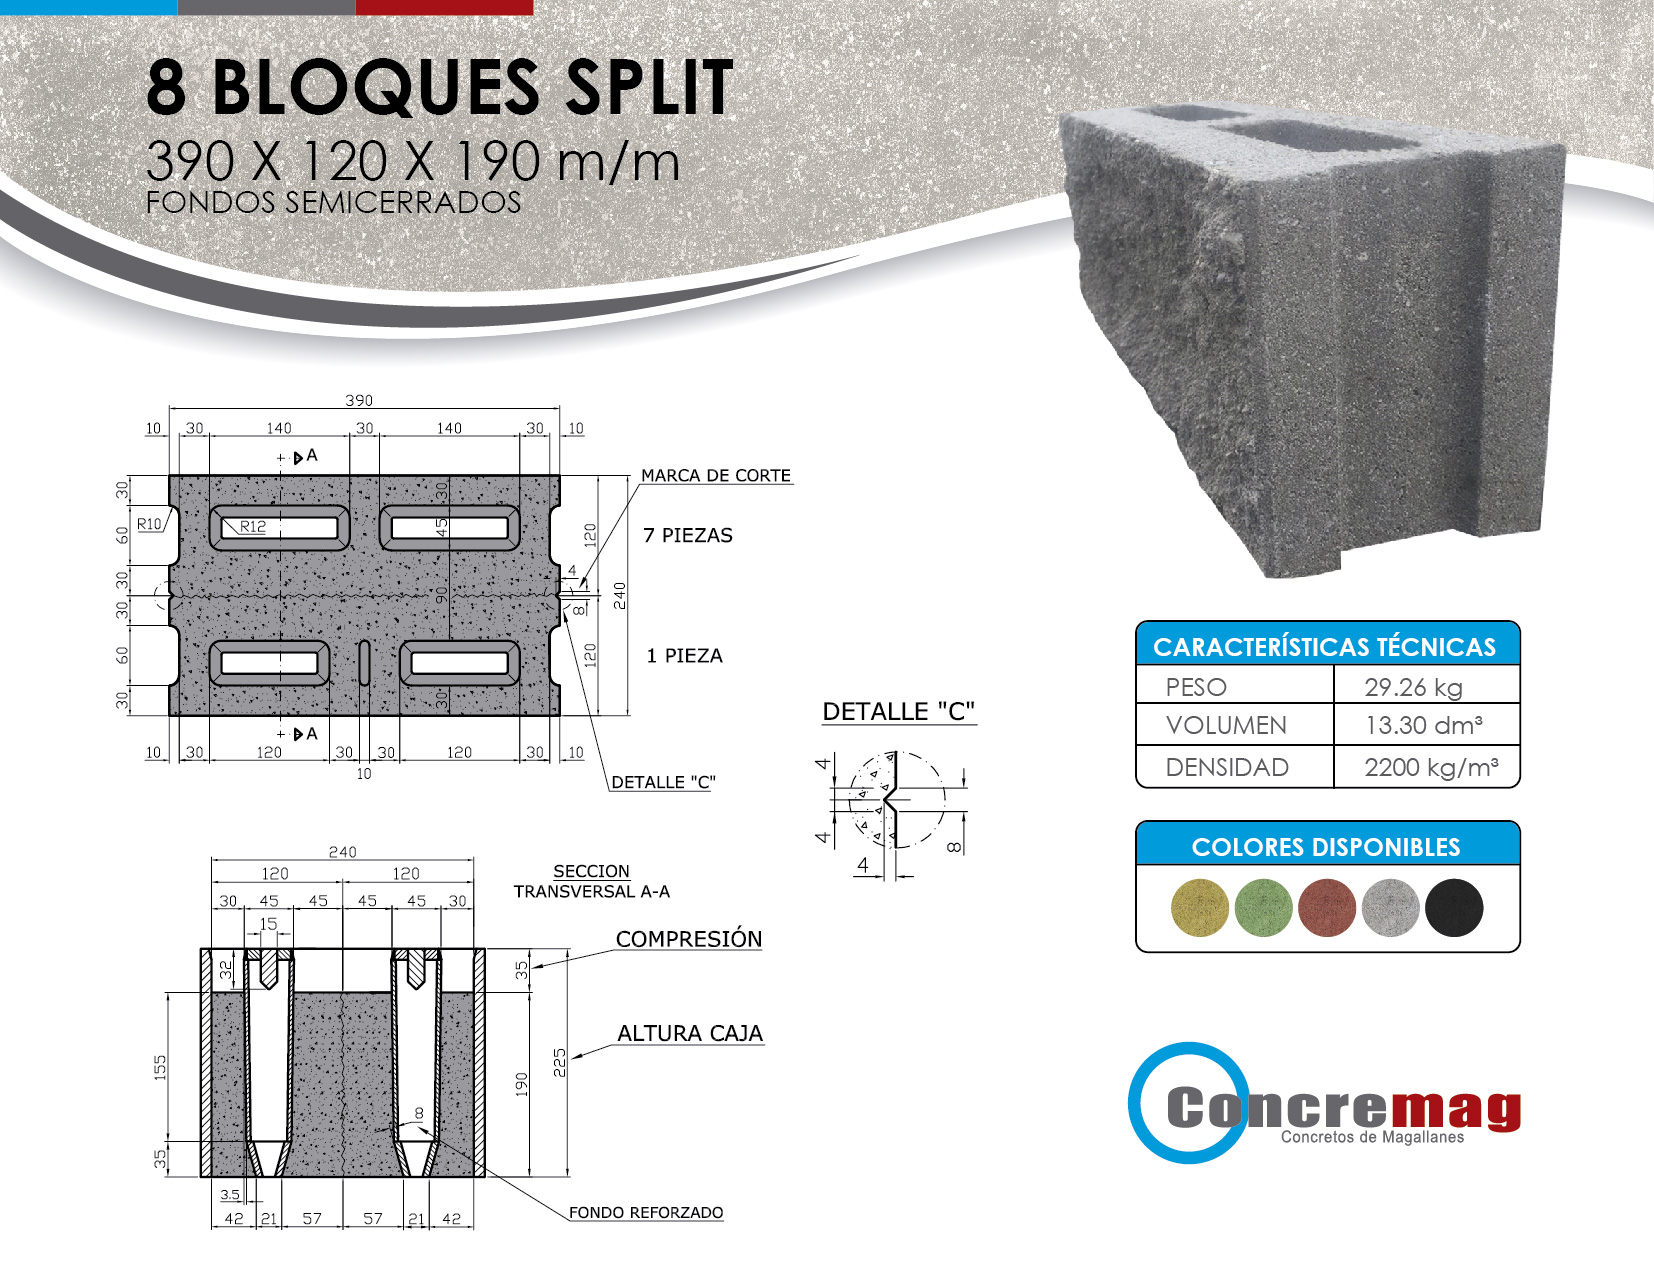 8 BLOQUES SPLIT
390 X 120 X 190 m/m
FONDOS SEMICERRADOS
390
10 30 140 30 140 30 10
A
MARCA DE CORTE
30
30
R10
R12
60
45
120
7 PIEZAS
30
4
90
240
30
8
60
120
1 PIEZA
30
30
A
10 30 120 30 30 120 30 10
10
DETALLE "C"
DETALLE "C"
4
4
8
4
240
120 120
30 45 45 45 45 30
15
SECCION
TRANSVERSAL A-A
COMPRESIÓN
32
35
ALTURA CAJA
155
225
190
8
35
3.5
42 21 57 57 21 42
FONDO REFORZADO
CARACTERÍSTICAS TÉCNICAS
PESO 29.26 kg
VOLUMEN 13.30 dm³
DENSIDAD 2200 kg/m³
COLORES DISPONIBLES
Concremag
Concretos de Magallanes